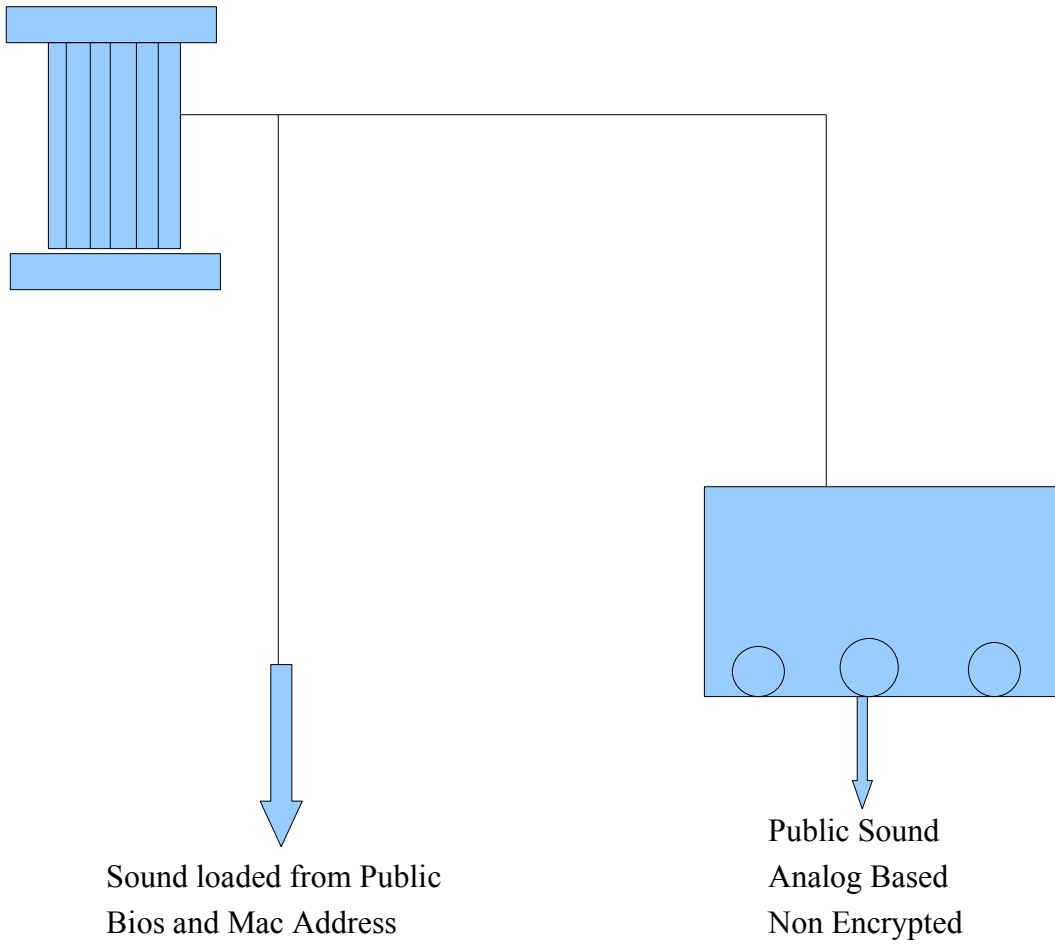 Sound loaded from Public
Bios and Mac Address
Public Sound
Analog Based
Non Encrypted